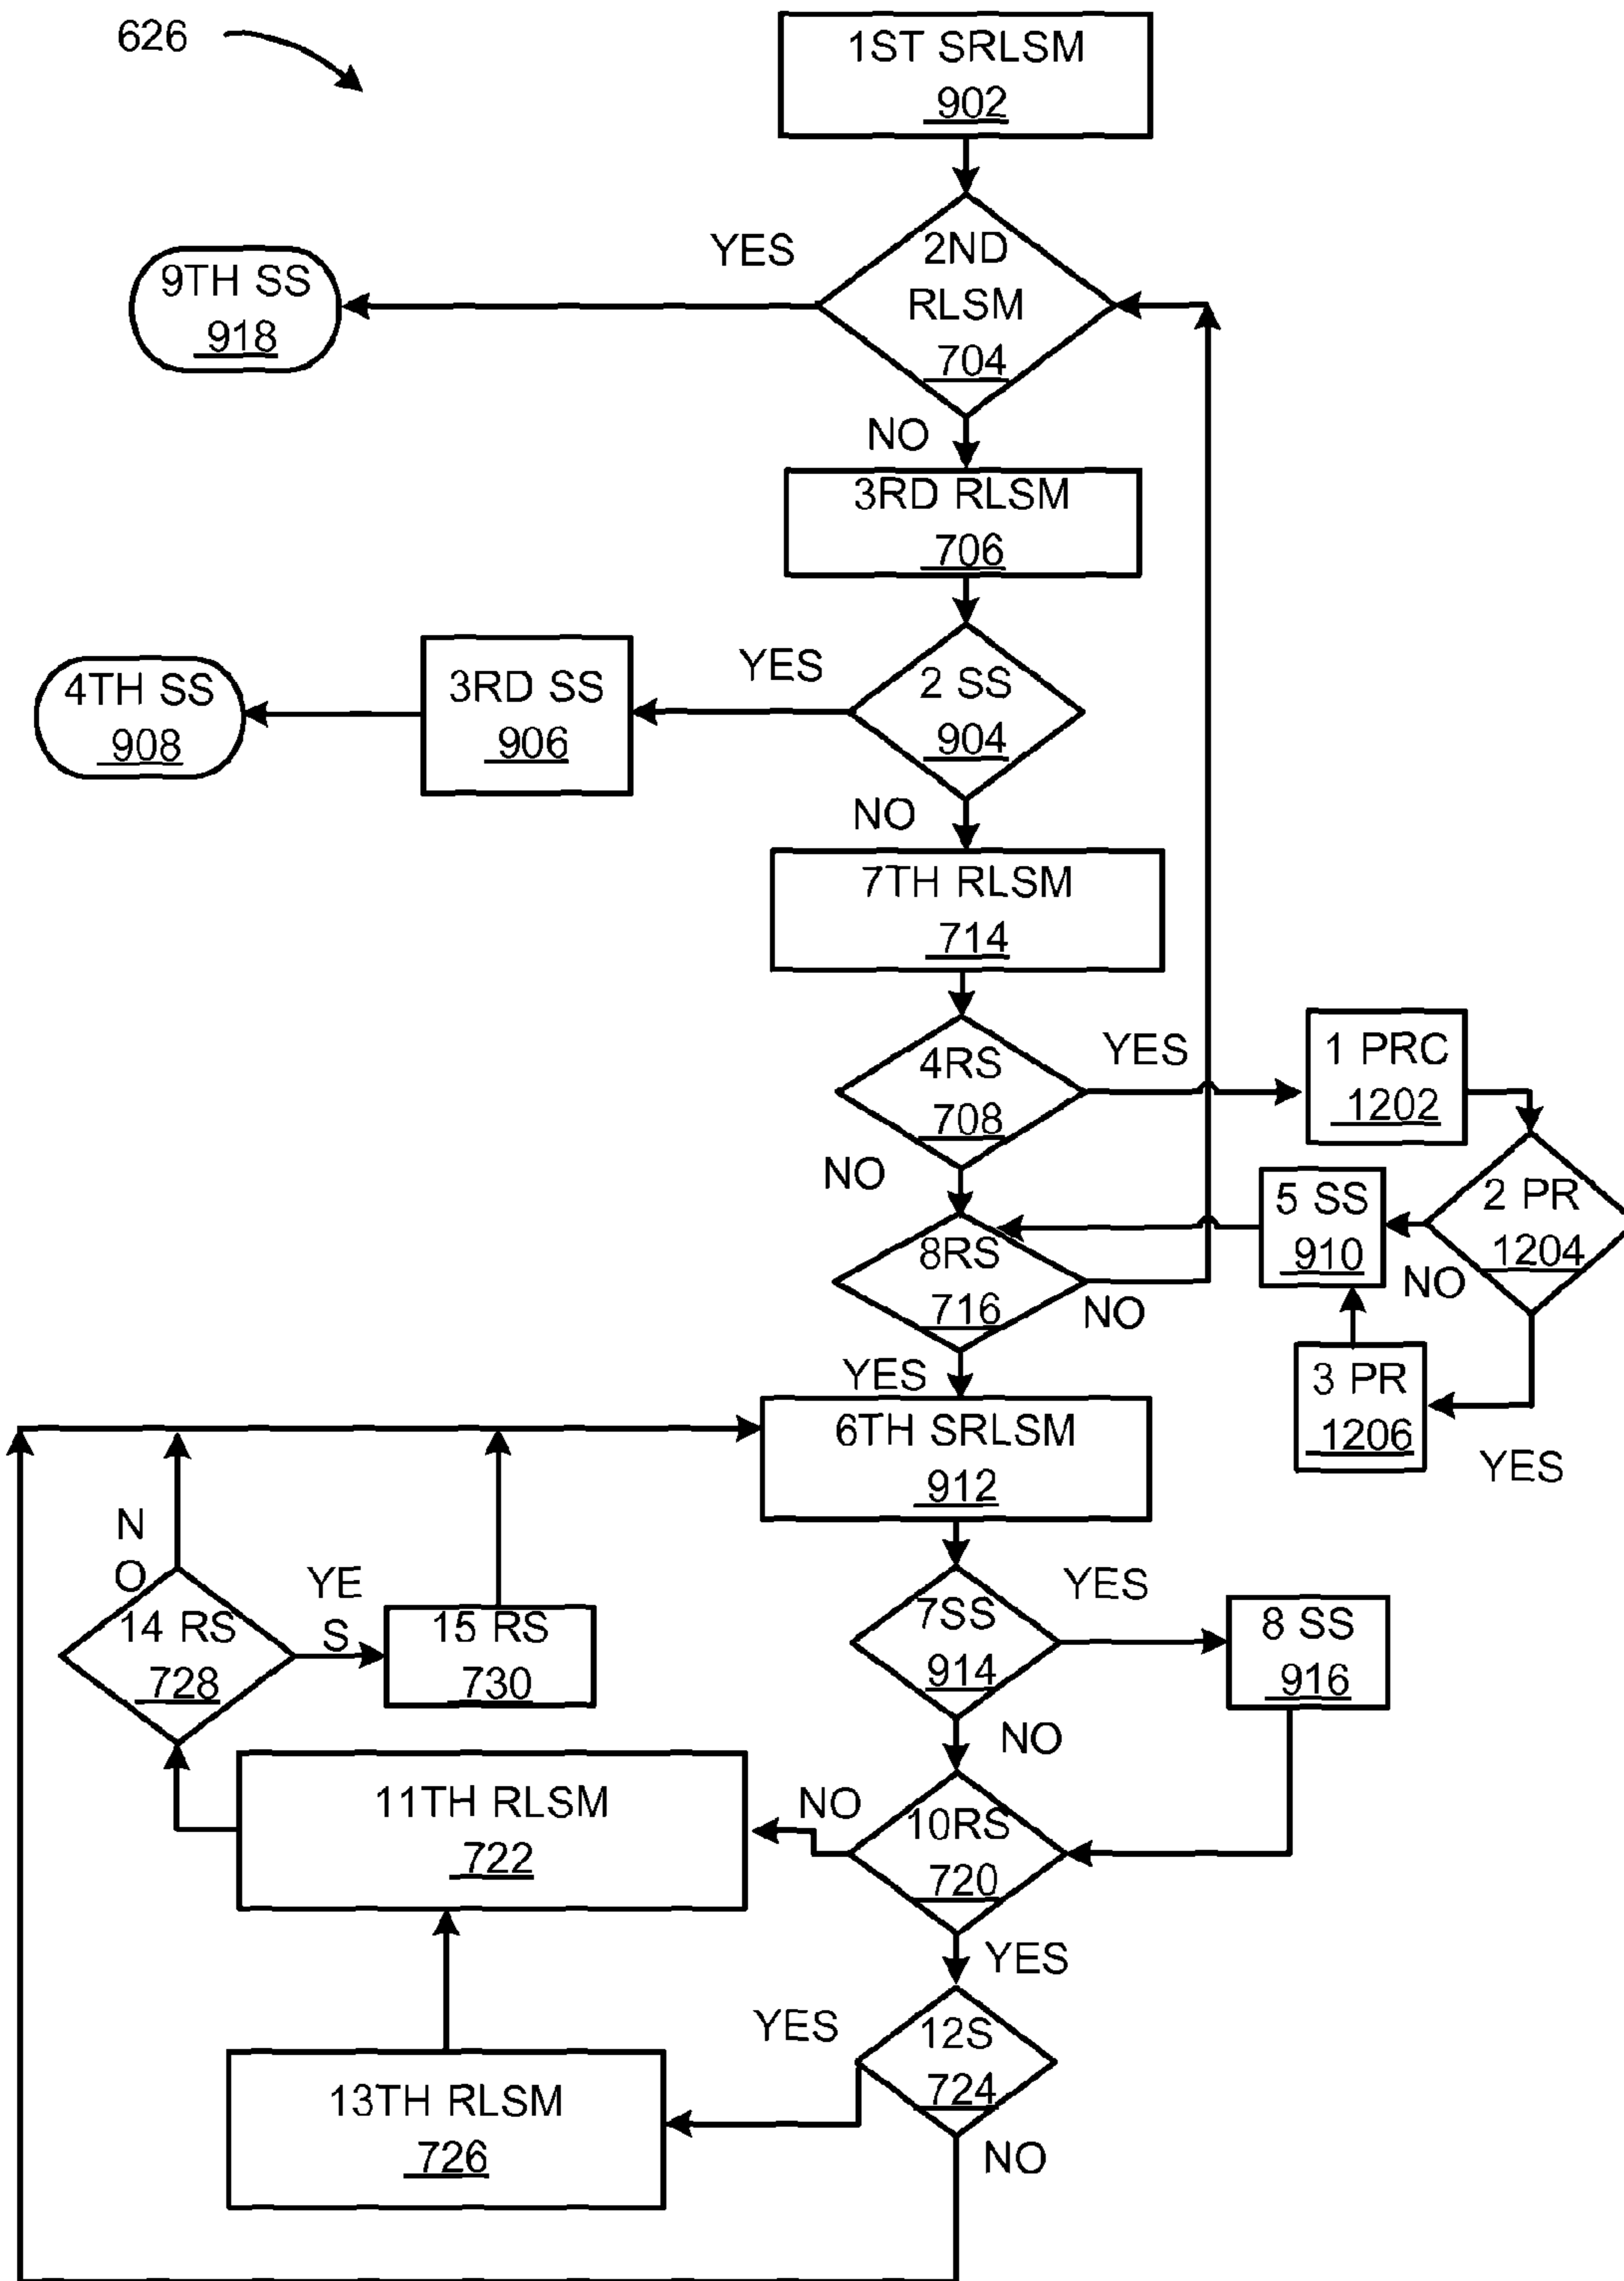 626
1ST SRLSM
902
YES
2ND
RLSM
704
9TH SS
918
NO
3RD RLSM
706
YES
2 SS
904
3RD SS
906
4TH SS
908
NO
7TH RLSM
714
4RS
708
YES
1 PRC
1202
NO
2 PR
1204
5 SS
910
NO
8RS
716
NO
3 PR
1206
YES
YES
6TH SRLSM
912
N
O
YE
S
14 RS
728
15 RS
730
7SS
914
YES
8 SS
916
NO
11TH RLSM
722
NO
10RS
720
YES
YES
12S
724
13TH RLSM
726
NO